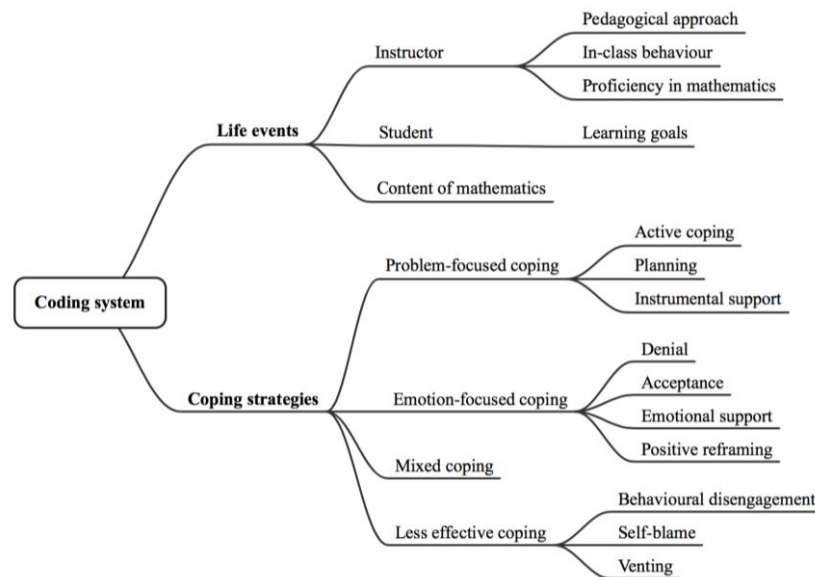 Coding system
Life events
Instructor
Pedagogical approach
In-class behaviour
Proficiency in mathematics
Student
Learning goals
Content of mathematics
Coping strategies
Problem-focused coping
Active coping
Planning
Instrumental support
Emotion-focused coping
Denial
Acceptance
Emotional support
Positive reframing
Mixed coping
Less effective coping
Behavioural disengagement
Self-blame
Venting